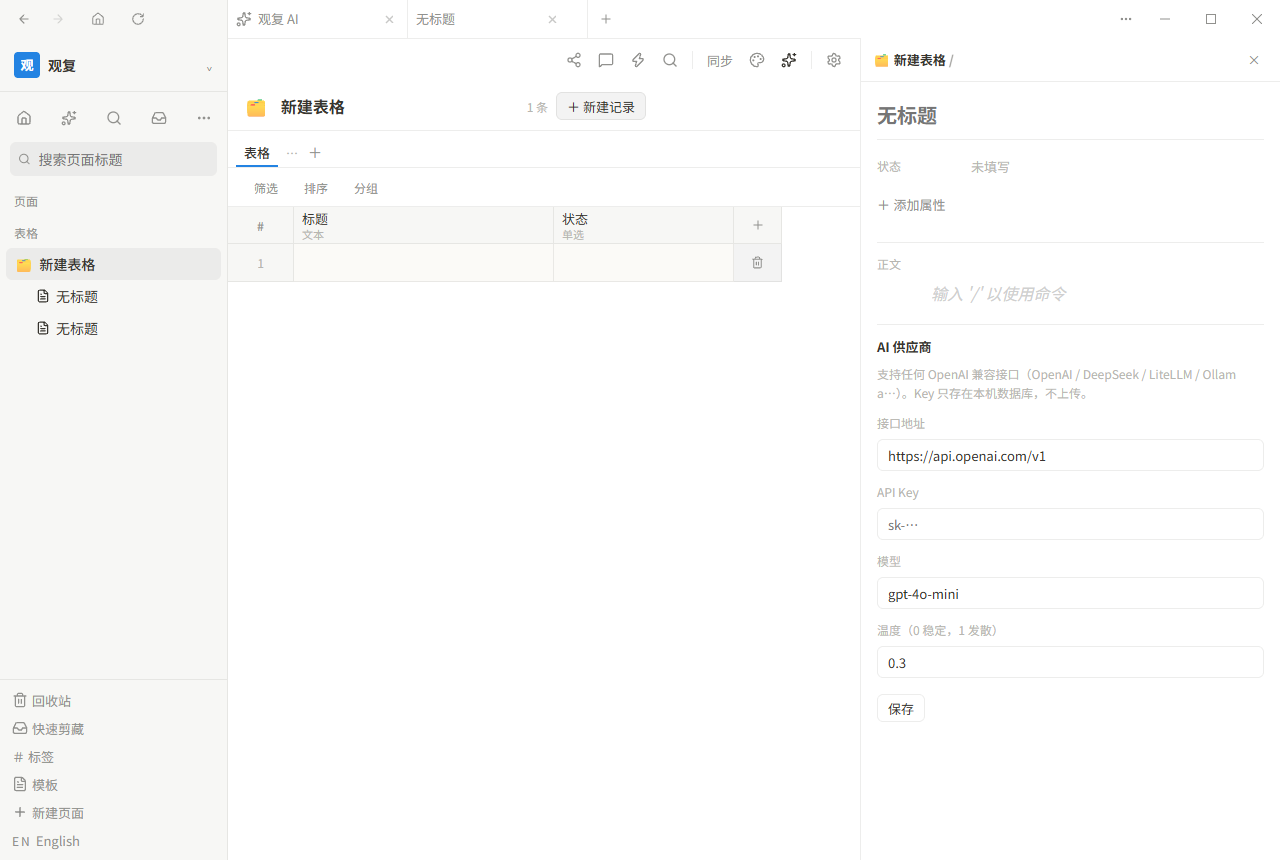 观复 AI
无标题
观
观复
搜索页面标题
页面
表格
新建表格
无标题
无标题
回收站
快速剪藏
# 标签
模板
新建页面
EN English
同步
新建表格
1 条
新建记录
表格
筛选
排序
分组
#
标题
文本
状态
单选
1
新建表格 /
无标题
状态
未填写
添加属性
正文
输入 '/' 以使用命令
AI 供应商
支持任何 OpenAI 兼容接口（OpenAI / DeepSeek / LiteLLM / Ollam
a…）。Key 只存在本机数据库，不上传。
接口地址
https://api.openai.com/v1
API Key
sk-…
模型
gpt-4o-mini
温度（0 稳定，1 发散）
0.3
保存